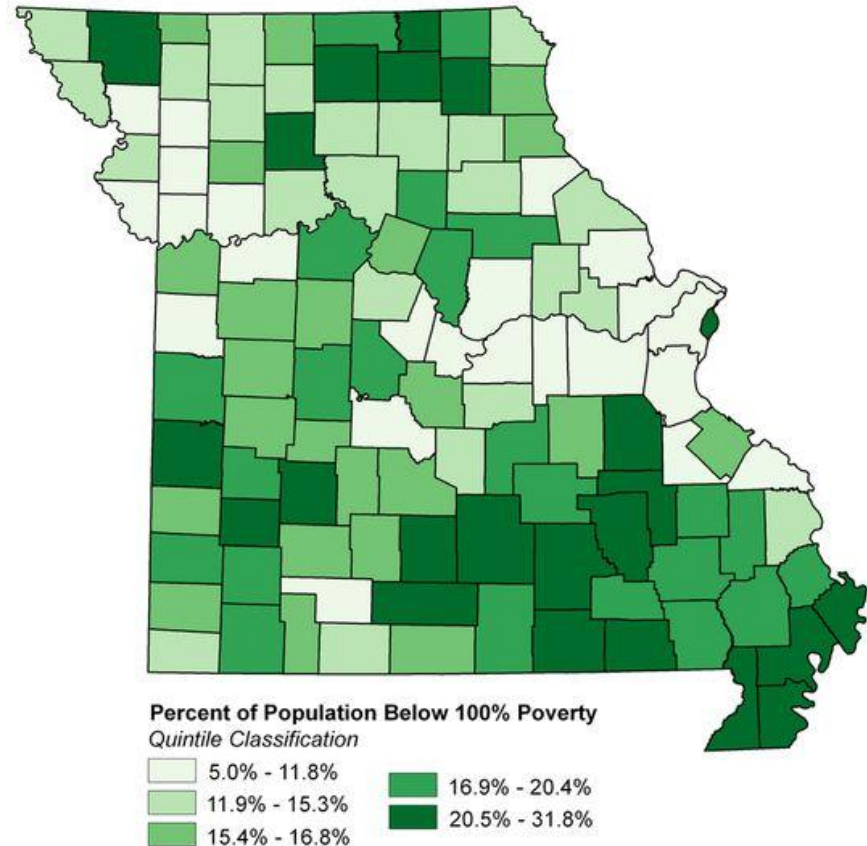 Percent of Population Below 100% Poverty
Quintile Classification
5.0% - 11.8%
11.9% - 15.3%
15.4% - 16.8%
16.9% - 20.4%
20.5% - 31.8%